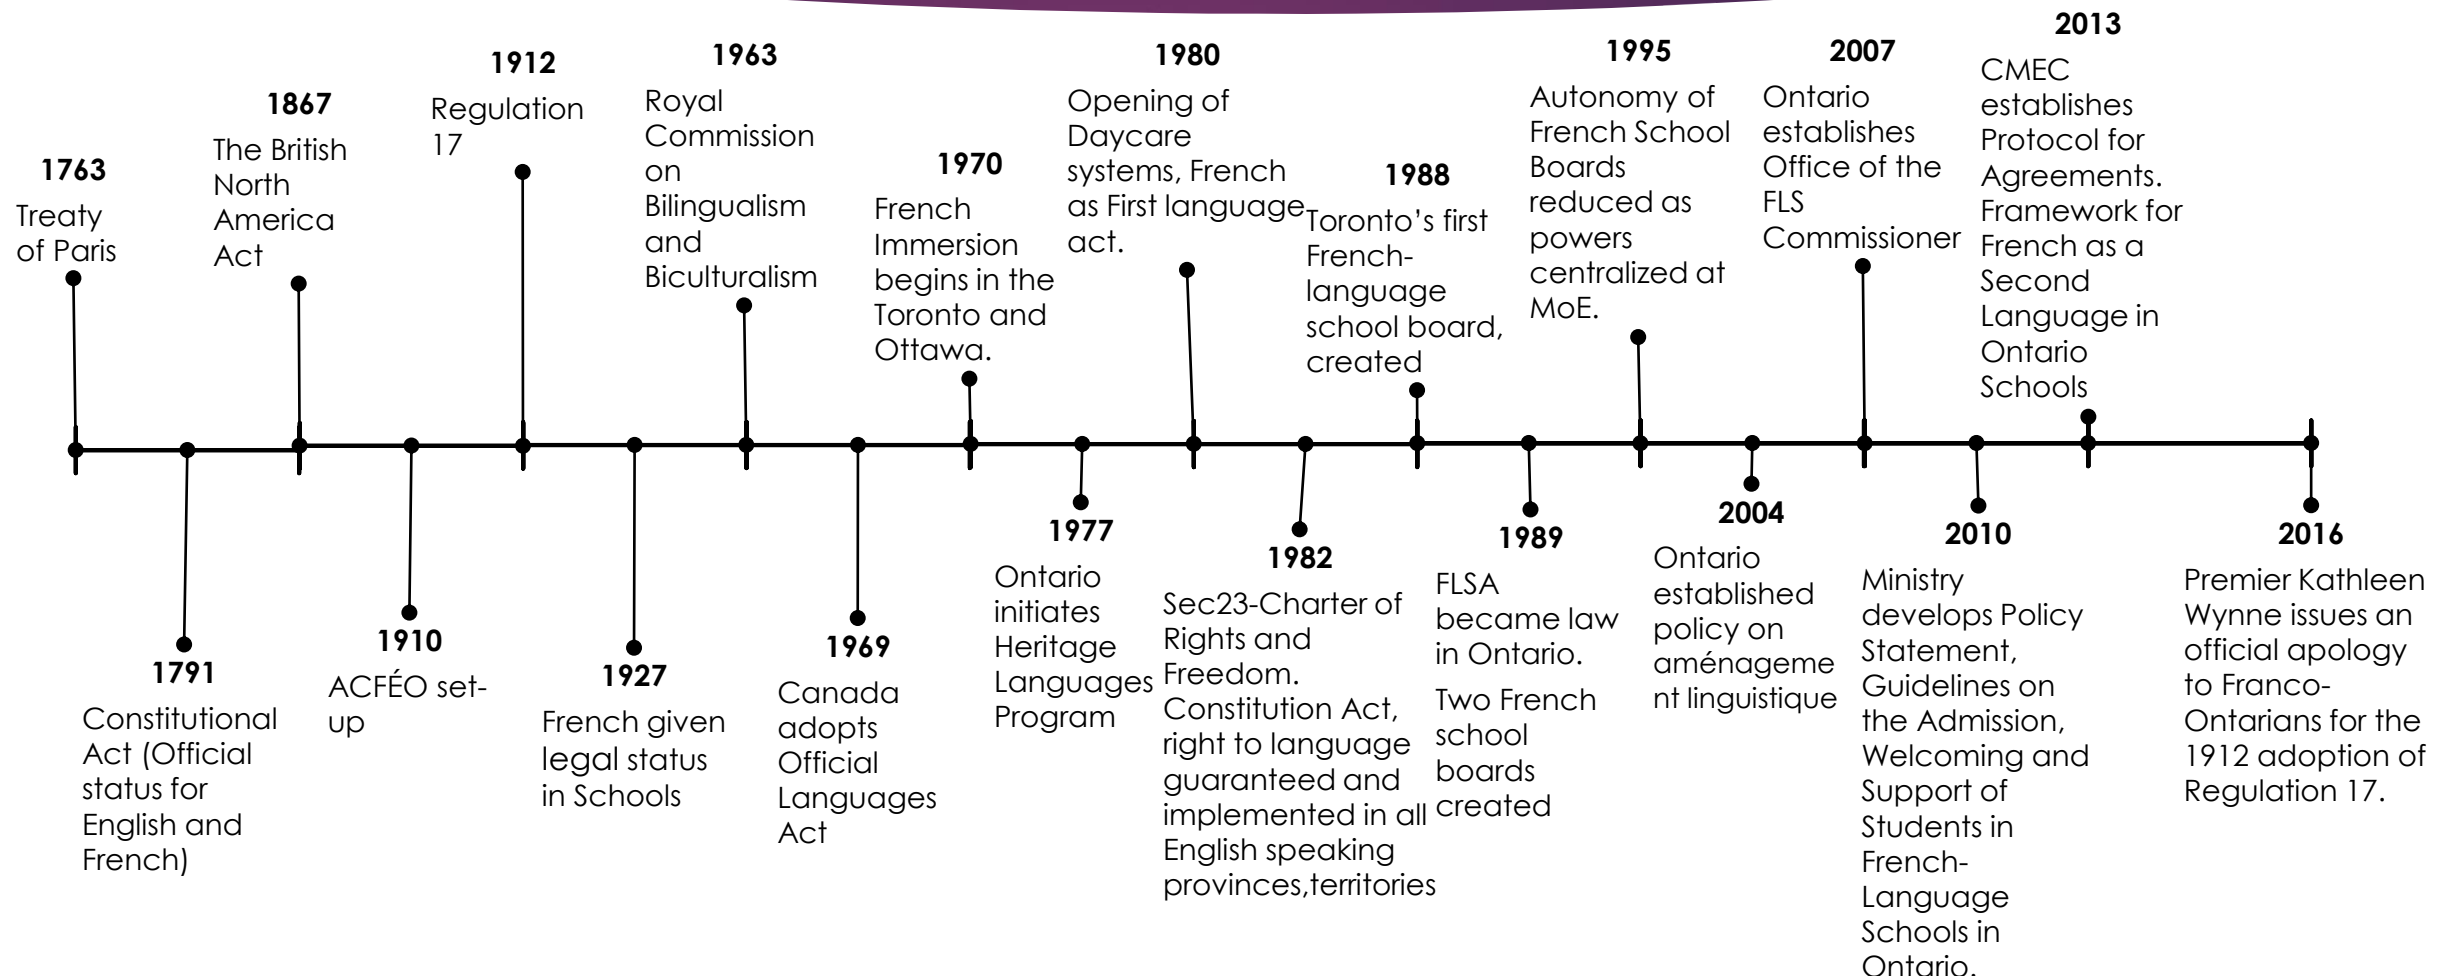 1763
Treaty
of Paris
1791
Constitutional
Act (Official
status for
English and
French)
1867
The British
North
America
Act
1910
ACFÉO set-
up
1912
Regulation
17
1927
French given
legal status
in Schools
1963
Royal
Commission
on
Bilingualism
and
Biculturalism
1969
Canada
adopts
Official
Languages
Act
1970
French
Immersion
begins in the
Toronto and
Ottawa.
1977
Ontario
initiates
Heritage
Languages
Program
1980
Opening of
Daycare
systems, French
as First language
act.
1982
Sec23-Charter of
Rights and
Freedom.
Constitution Act,
right to language
guaranteed and
implemented in all
English speaking
provinces,territories
1988
Toronto’s first
French-
language
school board,
created
1989
FLSA
became law
in Ontario.
Two French
school
boards
created
1995
Autonomy of
French School
Boards
reduced as
powers
centralized at
MoE.
2004
Ontario
established
policy on
aménageme
nt linguistique
2007
Ontario
establishes
Office of the
FLS
Commissioner
2010
Ministry
develops Policy
Statement,
Guidelines on
the Admission,
Welcoming and
Support of
Students in
French-
Language
Schools in
Ontario.
2013
CMEC
establishes
Protocol for
Agreements.
Framework for
French as a
Second
Language in
Ontario
Schools
2016
Premier Kathleen
Wynne issues an
official apology
to Franco-
Ontarians for the
1912 adoption of
Regulation 17.